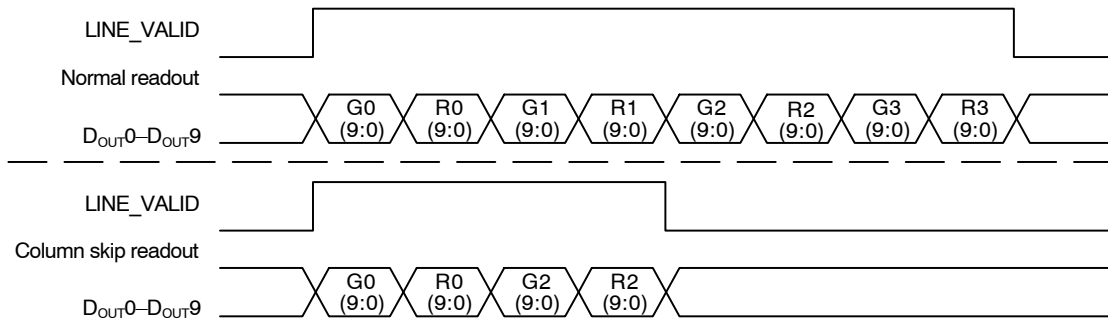 LINE_VALID
Normal readout
G0 R0 G1 R1 G2 R2 G3 R3
(9:0) (9:0) (9:0) (9:0) (9:0) (9:0) (9:0) (9:0)
DOUT0–DOUT9
LINE_VALID
Column skip readout
G0 R0 G2 R2
(9:0) (9:0) (9:0) (9:0)
DOUT0–DOUT9